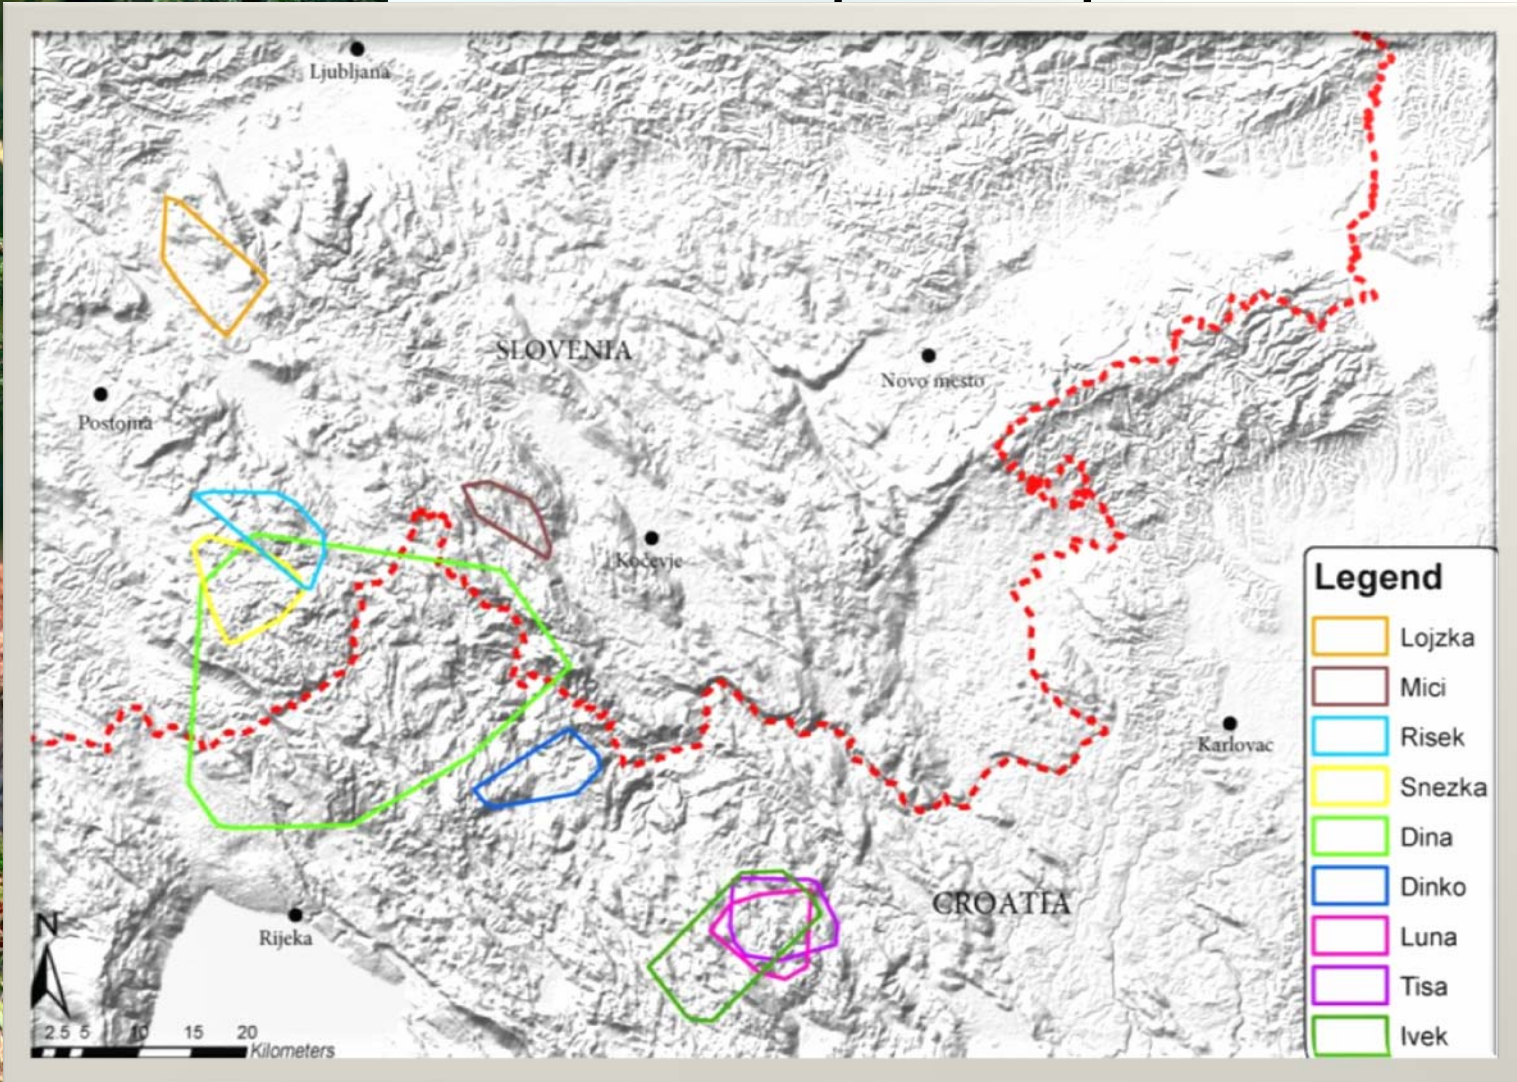 Ljubljana
SLOVENIA
Novo mesto
Postojna
Kočevje
Karlovac
CROATIA
Rijeka
N
2.5 5 10 15 20
Kilometers
Legend
Lojzka
Mici
Risek
Snezka
Dina
Dinko
Luna
Tisa
Ivek